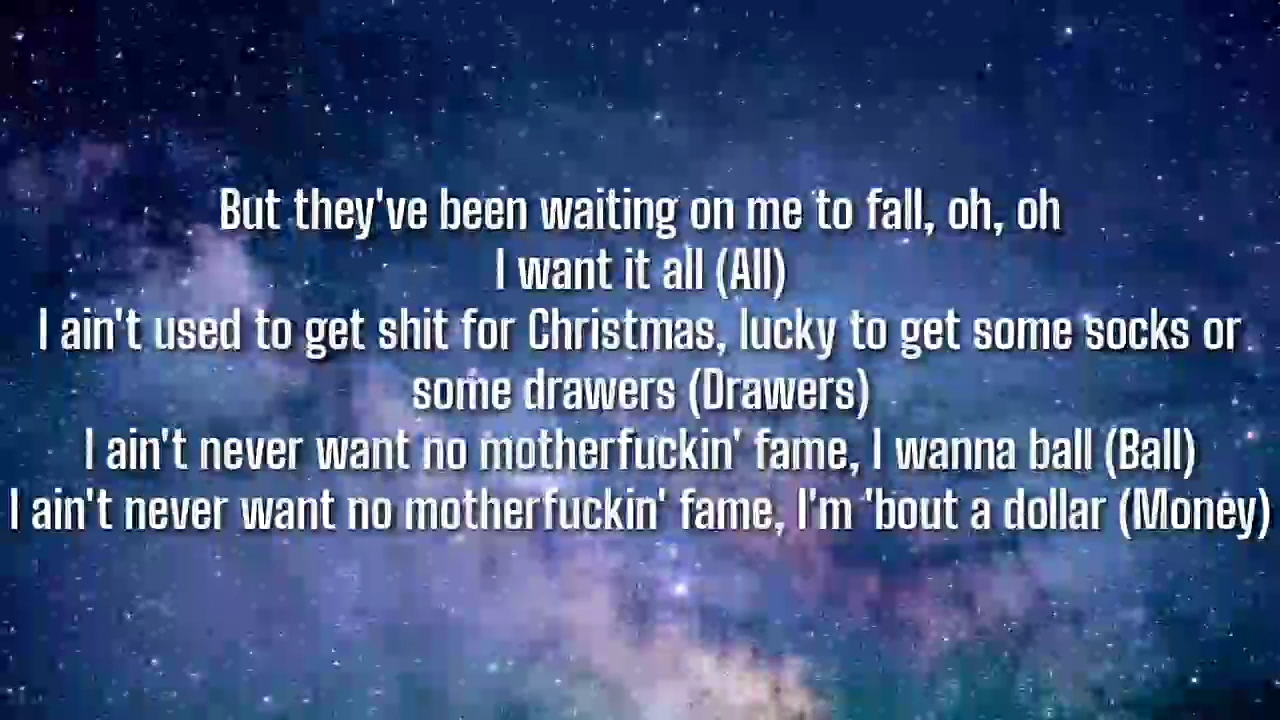 But they've been waiting on me to fall, oh, oh
I want it all (All)
I ain't used to get shit for Christmas, lucky to get some socks or
some drawers (Drawers)
I ain't never want no motherfuckin' fame, I wanna ball (Ball)
I ain't never want no motherfuckin' fame, I'm 'bout a dollar (Money)